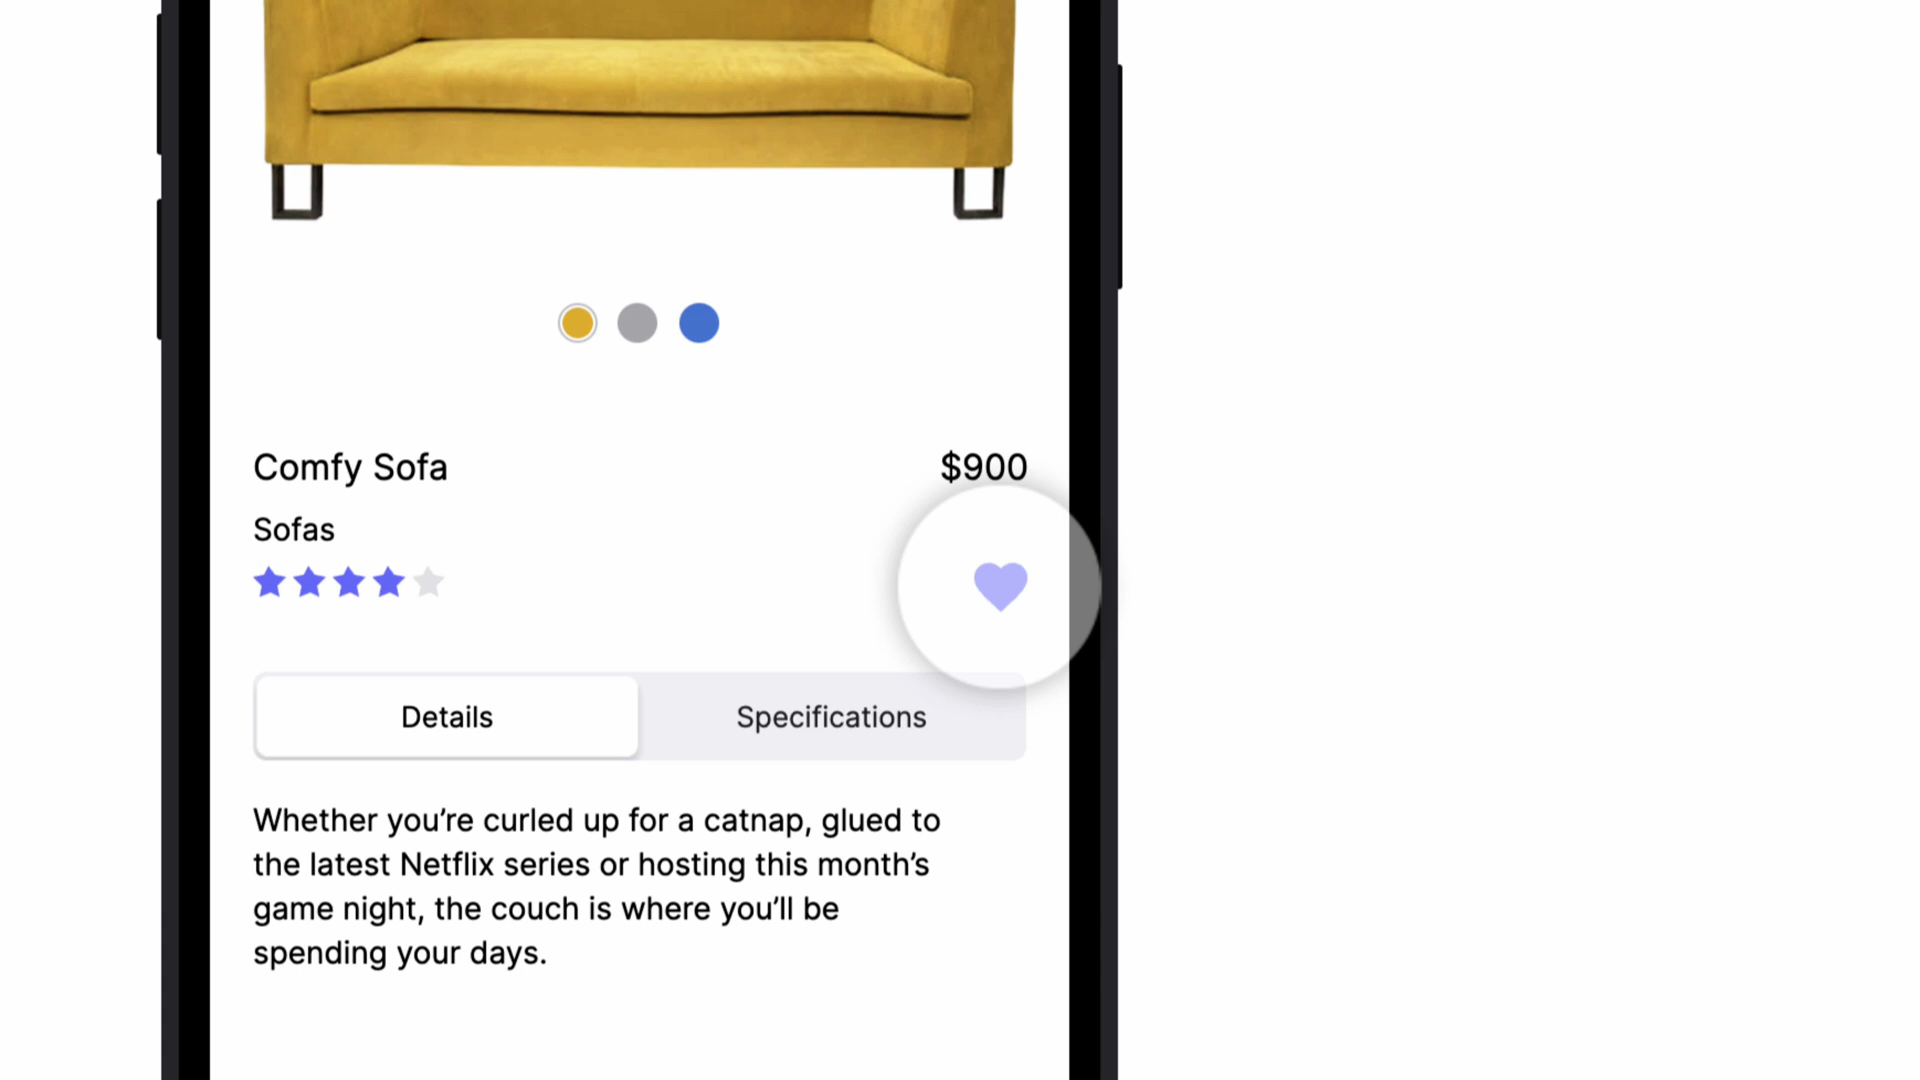 Comfy Sofa
$900
Sofas
Details
Specifications
Whether you’re curled up for a catnap, glued to
the latest Netflix series or hosting this month’s
game night, the couch is where you’ll be
spending your days.